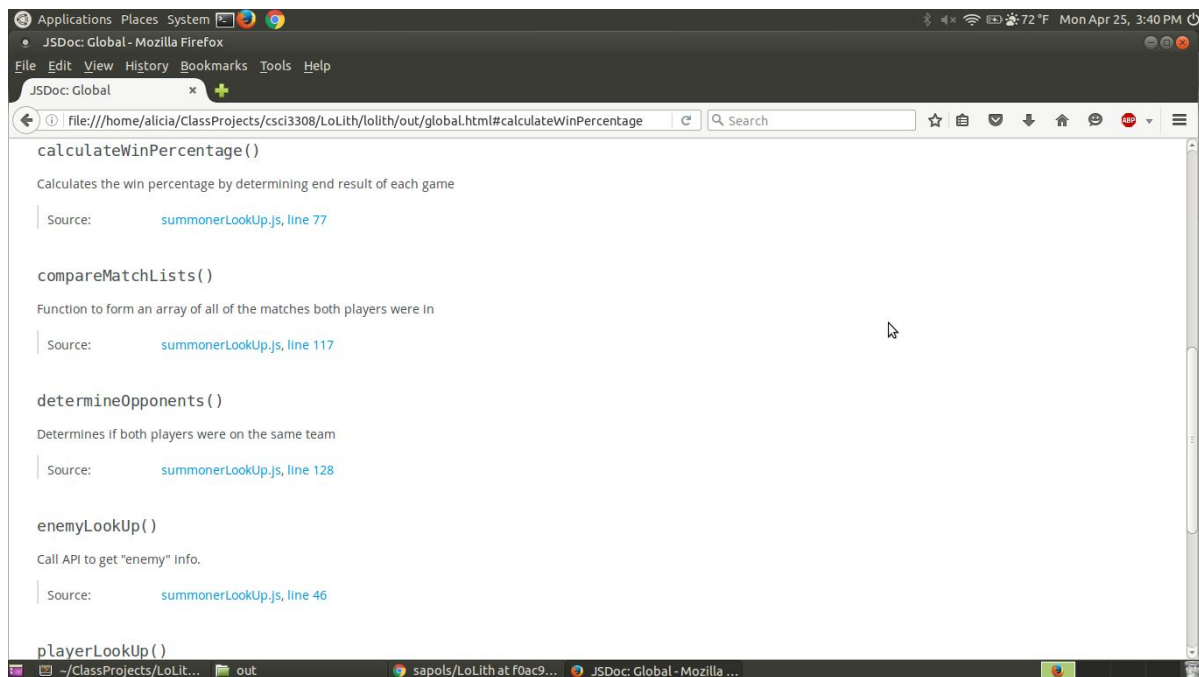 Applications Places System 72 °F Mon Apr 25, 3:40 PM
JSDoc: Global - Mozilla Firefox
File Edit View History Bookmarks Tools Help
JSDoc: Global
file:///home/alicia/ClassProjects/csci3308/LoLith/lolith/out/global.html#calculateWinPercentage Search ABP
calculateWinPercentage()
Calculates the win percentage by determining end result of each game
Source: summonerLookUp.js, line 77
compareMatchLists()
Function to form an array of all of the matches both players were in
Source: summonerLookUp.js, line 117
determineOpponents()
Determines if both players were on the same team
Source: summonerLookUp.js, line 128
enemyLookUp()
Call API to get "enemy" info.
Source: summonerLookUp.js, line 46
playerLookUp()
~/ClassProjects/LoLit... out sapols/LoLith at f0ac9... JSDoc: Global - Mozilla ...